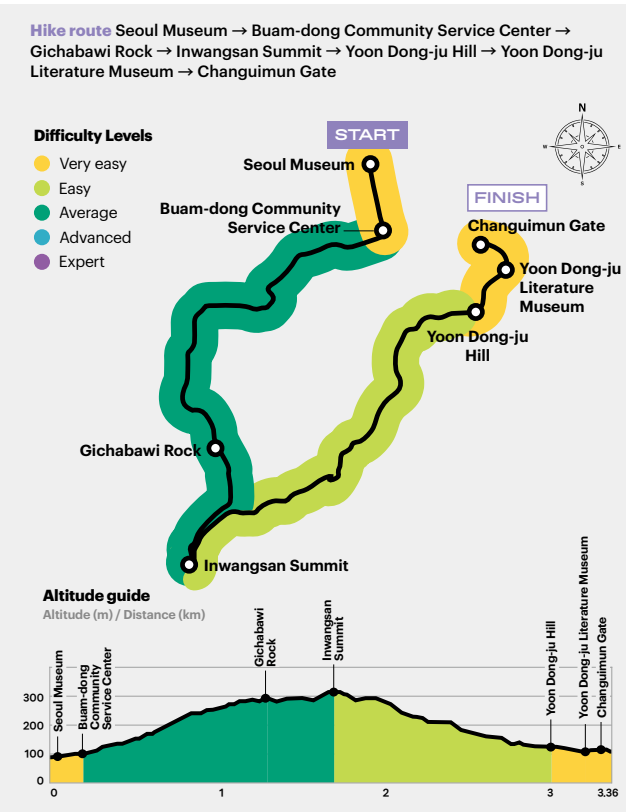 Hike route Seoul Museum → Buam-dong Community Service Center →
Gichabawi Rock → Inwangsan Summit → Yoon Dong-ju Hill → Yoon Dong-ju
Literature Museum → Changuimun Gate
Difficulty Levels
Very easy
Easy
Average
Advanced
Expert
START
Seoul Museum
Buam-dong Community
Service Center
N
W
E
S
FINISH
Changuimun Gate
Yoon Dong-ju
Literature
Museum
Yoon Dong-ju
Hill
Gichabawi Rock
Inwangsan Summit
Altitude guide
Altitude (m) / Distance (km)
Seoul Museum
Buam-dong
Community
Service Center
Gichabawi
Rock
Inwangsan
Summit
Yoon Dong-ju Hill
Yoon Dong-ju Literature Museum
Changuimun Gate
300
200
100
0
0
1
2
3
3.36